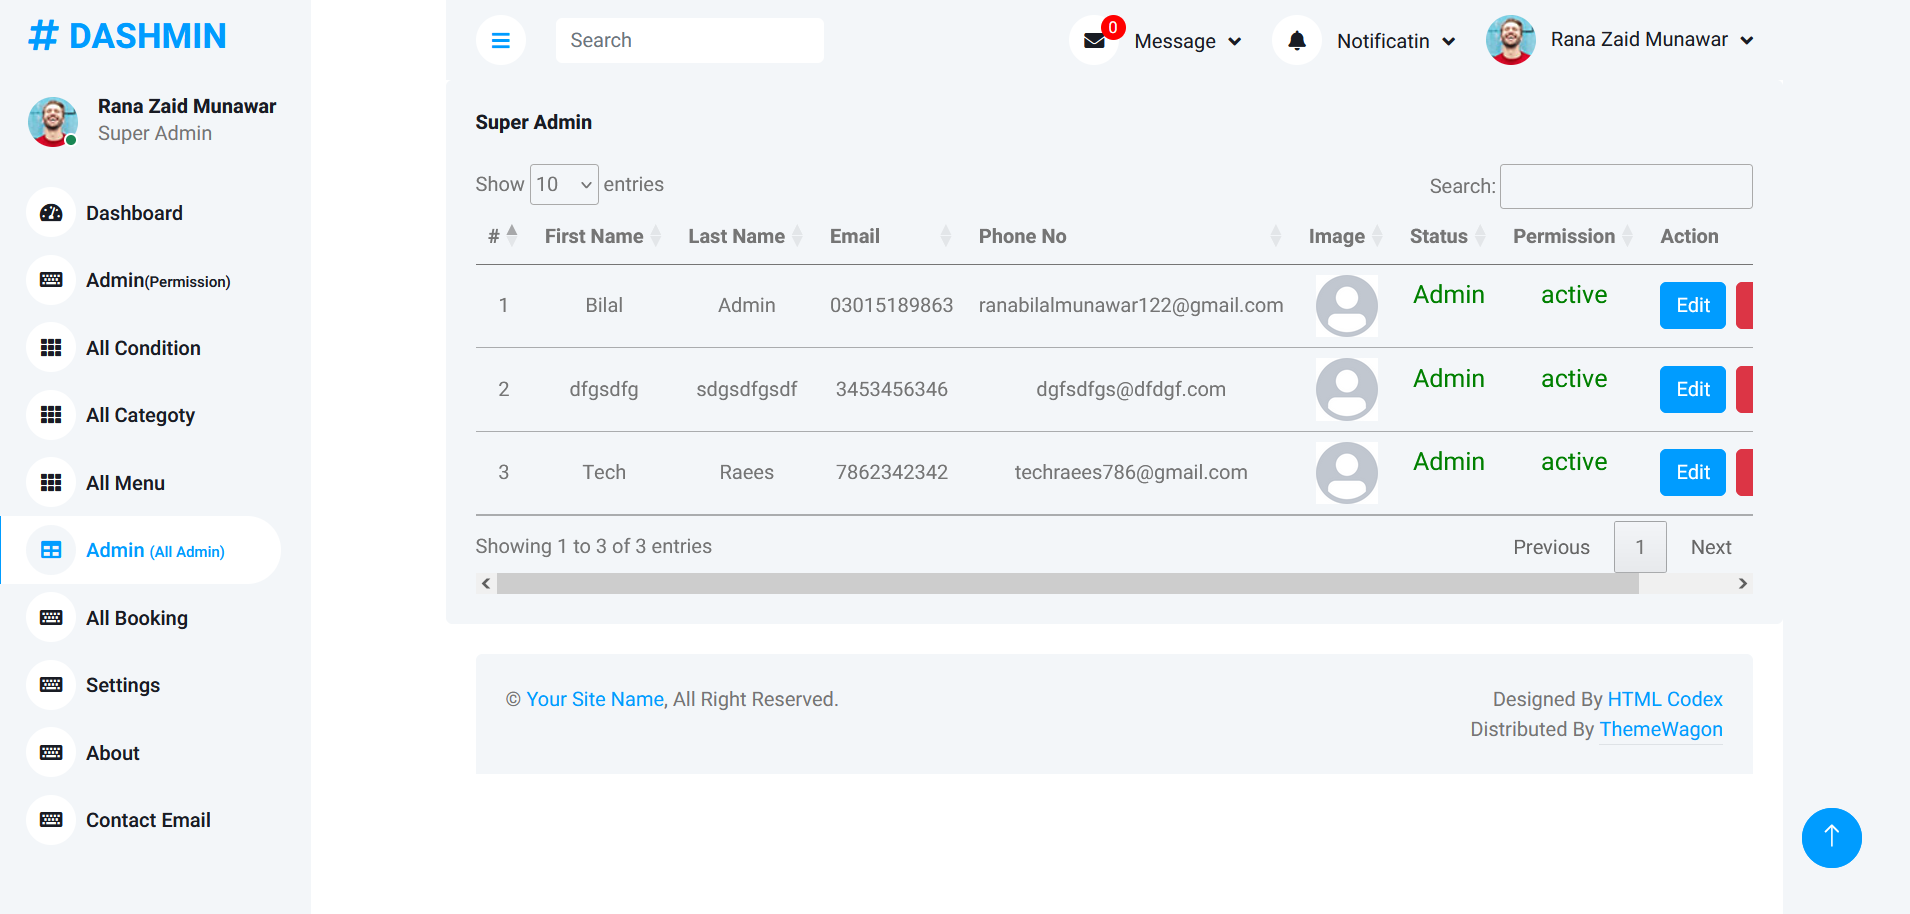 # DASHMIN
Rana Zaid Munawar
Super Admin
Dashboard
Admin(Permission)
All Condition
All Categoty
All Menu
Admin (All Admin)
All Booking
Settings
About
Contact Email
Search
0
Message
Notificatin
Rana Zaid Munawar
Super Admin
Show 10 entries
Search:
# First Name Last Name Email Phone No Image Status Permission Action
1 Bilal Admin 03015189863 ranabilalmunawar122@gmail.com Admin active Edit
2 dfgsdfg sdgsdfgsdf 3453456346 dgfsdfgs@dfdgf.com Admin active Edit
3 Tech Raees 7862342342 techraees786@gmail.com Admin active Edit
Showing 1 to 3 of 3 entries
Previous 1 Next
© Your Site Name, All Right Reserved.
Designed By HTML Codex
Distributed By ThemeWagon